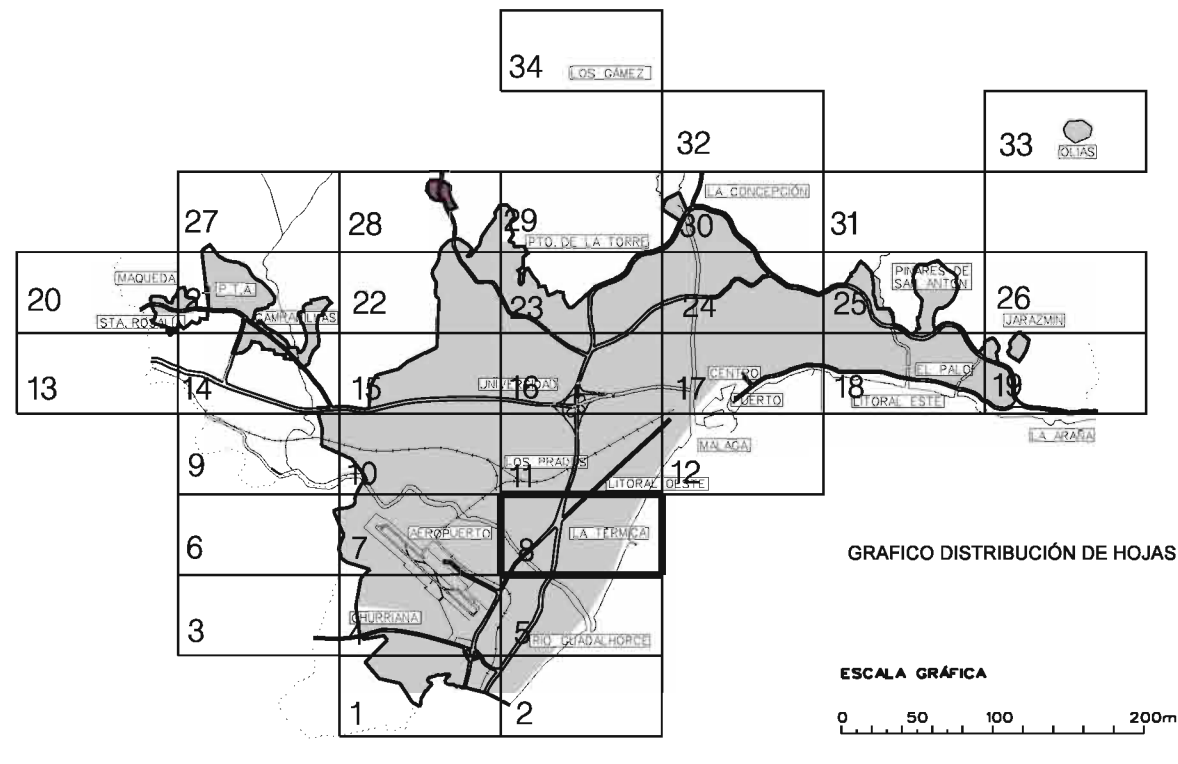 34 LOS GÁMEZ
32
33
OLIAS
LA CONCEPCIÓN
27 28 29 30 31
PTO. DE LA TORRE
MAQUEDA
P.T.A.
PINARES DE
SAN ANTÓN
20 22 23 24 25 26
STA. ROSALIA
CAMPANILLAS
JARAZMIN
13 14 15 16 17 18 19
UNIVERSIDAD
CENTRO
EL PALO
PUERTO
LITORAL ESTE
MALAGA
LA ARAÑA
9 10 11 12
LOS PRADOS
LITORAL OESTE
6 7 8
AEROPUERTO
LA TÉRMICA
GRAFICO DISTRIBUCIÓN DE HOJAS
3 4 5
CHURRIANA
RIO GUADALHORCE
1 2
ESCALA GRÁFICA
0 50 100 200m